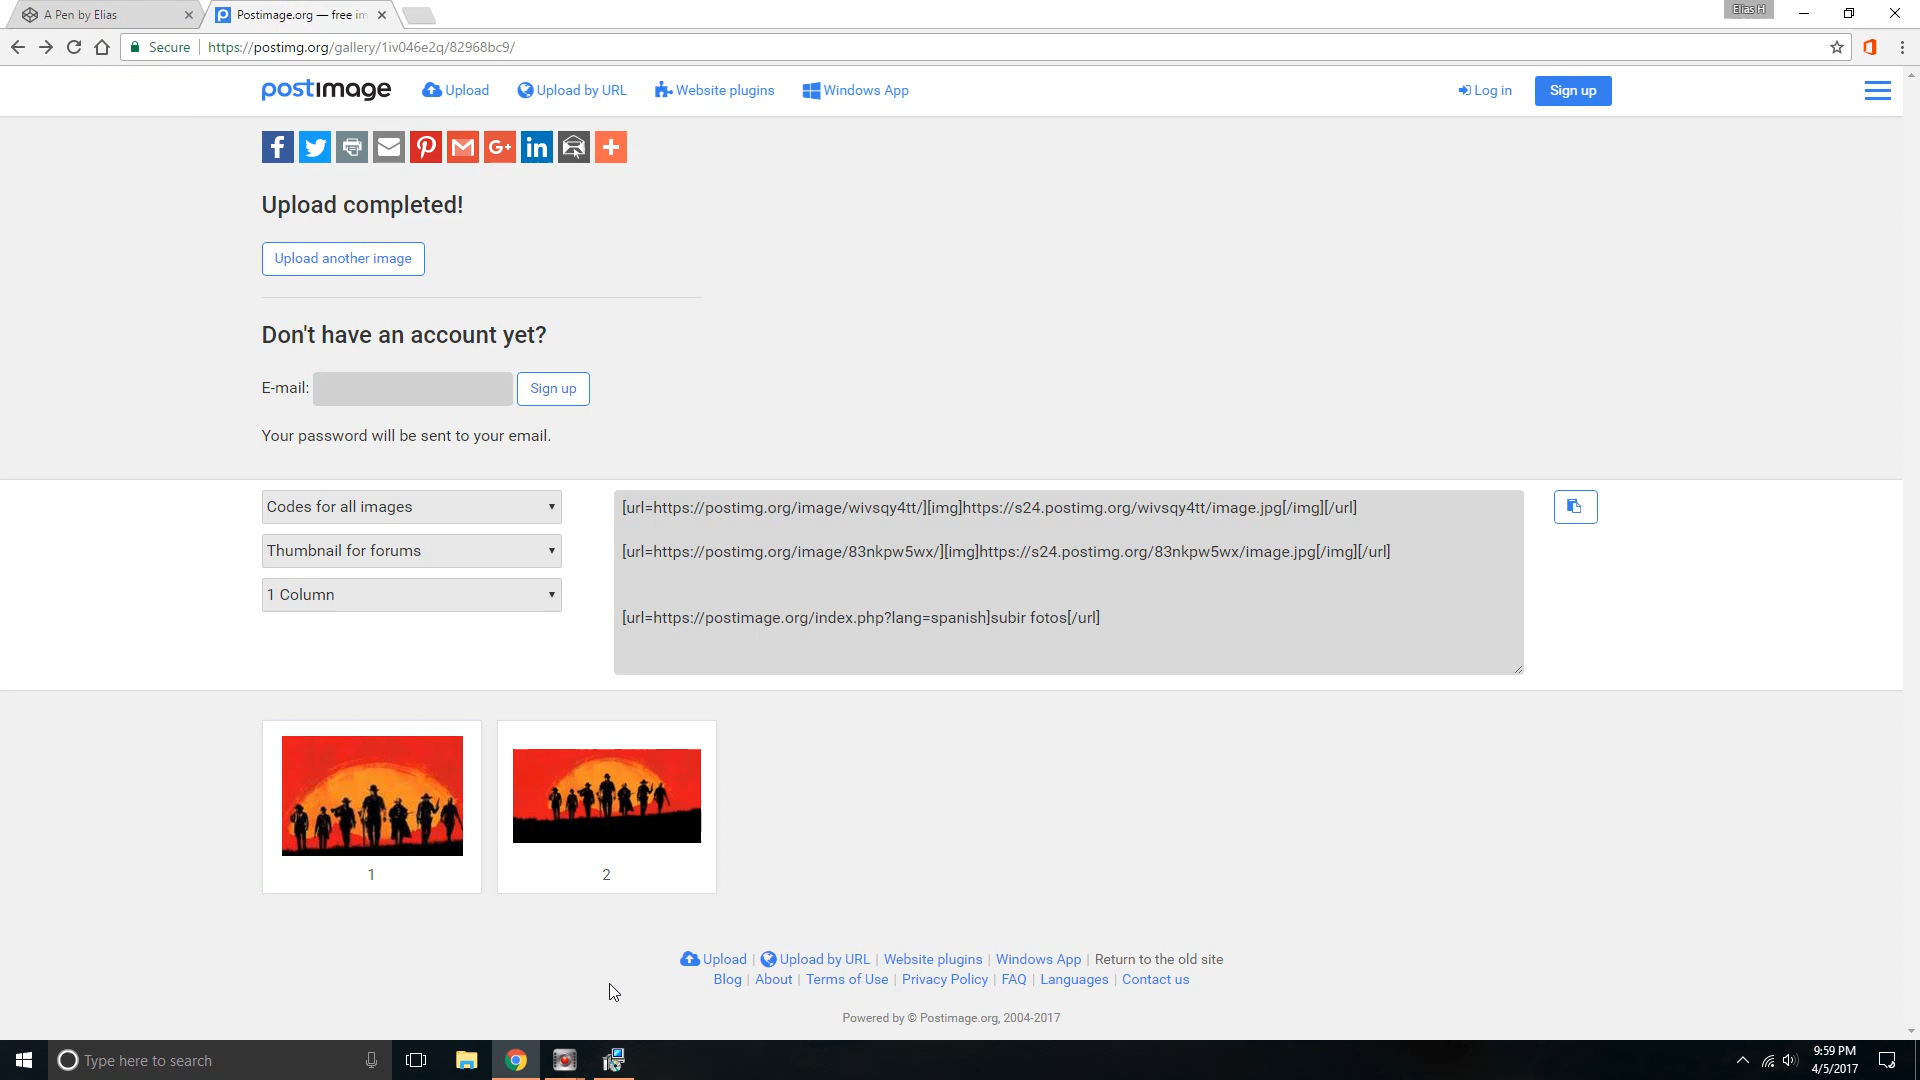 A Pen by Elias
Postimage.org — free im
Elias H
Secure
https://postimg.org/gallery/1iv046e2q/82968bc9/
postimage
Upload
Upload by URL
Website plugins
Windows App
Log in
Sign up
Upload completed!
Upload another image
Don't have an account yet?
E-mail:
Sign up
Your password will be sent to your email.
Codes for all images
Thumbnail for forums
1 Column
[url=https://postimg.org/image/wivsqy4tt/][img]https://s24.postimg.org/wivsqy4tt/image.jpg[/img][/url]
[url=https://postimg.org/image/83nkpw5wx/][img]https://s24.postimg.org/83nkpw5wx/image.jpg[/img][/url]
[url=https://postimage.org/index.php?lang=spanish]subir fotos[/url]
1
2
Upload | Upload by URL | Website plugins | Windows App | Return to the old site
Blog | About | Terms of Use | Privacy Policy | FAQ | Languages | Contact us
Powered by © Postimage.org, 2004-2017
Type here to search
9:59 PM
4/5/2017